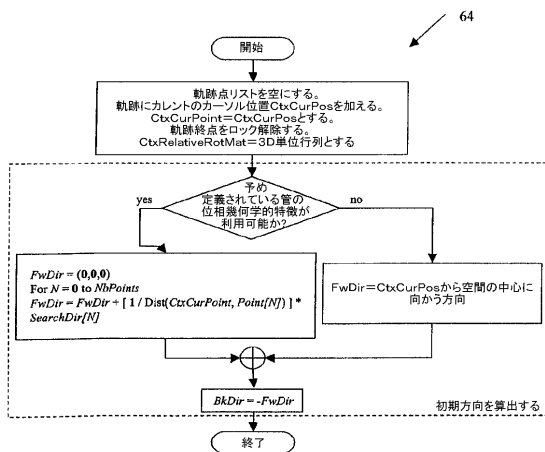 64
開始
軌跡点リストを空にする。
軌跡にカレントのカーソル位置CtxCurPosを加える。
CtxCurPoint=CtxCurPosとする。
軌跡終点をロック解除する。
CtxRelativeRotMat=3D単位行列とする
予め
定義されている管の
位相幾何学的特徴が
利用可能か?
yes
no
FwDir = (0,0,0)
For N = 0 to NbPoints
FwDir = FwDir + [ 1 / Dist(CtxCurPoint, Point[N]) ] *
SearchDir[N]
FwDir=CtxCurPosから空間の中心に
向かう方向
BkDir = -FwDir
初期方向を算出する
終了